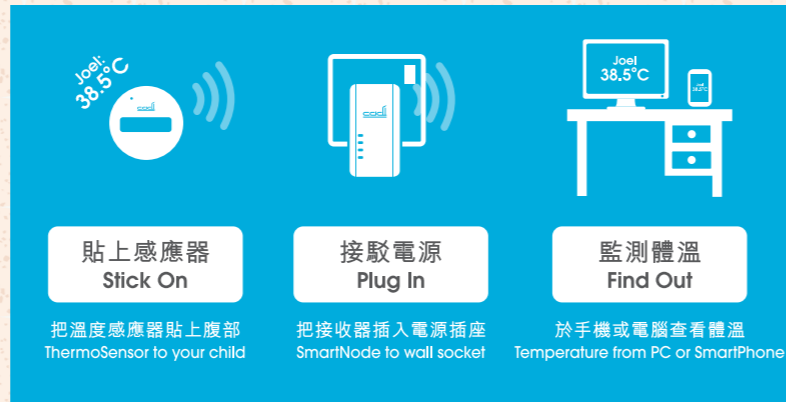 Joel:
38.5°C
cadi
cadi
Joel
38.5°C
貼上感應器
Stick On
把溫度感應器貼上腹部
ThermoSensor to your child
接駁電源
Plug In
把接收器插入電源插座
SmartNode to wall socket
監測體溫
Find Out
於手機或電腦查看體溫
Temperature from PC or SmartPhone